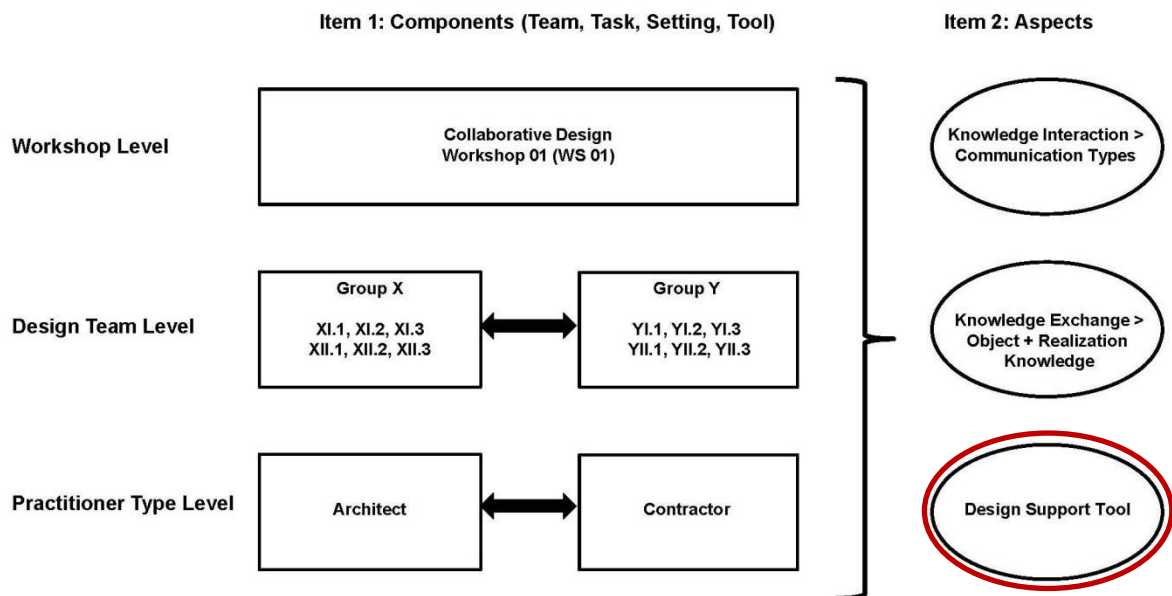 Item 1: Components (Team, Task, Setting, Tool)
Item 2: Aspects
Workshop Level
Collaborative Design
Workshop 01 (WS 01)
Knowledge Interaction >
Communication Types
Design Team Level
Group X
XI.1, XI.2, XI.3
XII.1, XII.2, XII.3
Group Y
YI.1, YI.2, YI.3
YII.1, YII.2, YII.3
Knowledge Exchange >
Object + Realization
Knowledge
Practitioner Type Level
Architect
Contractor
Design Support Tool